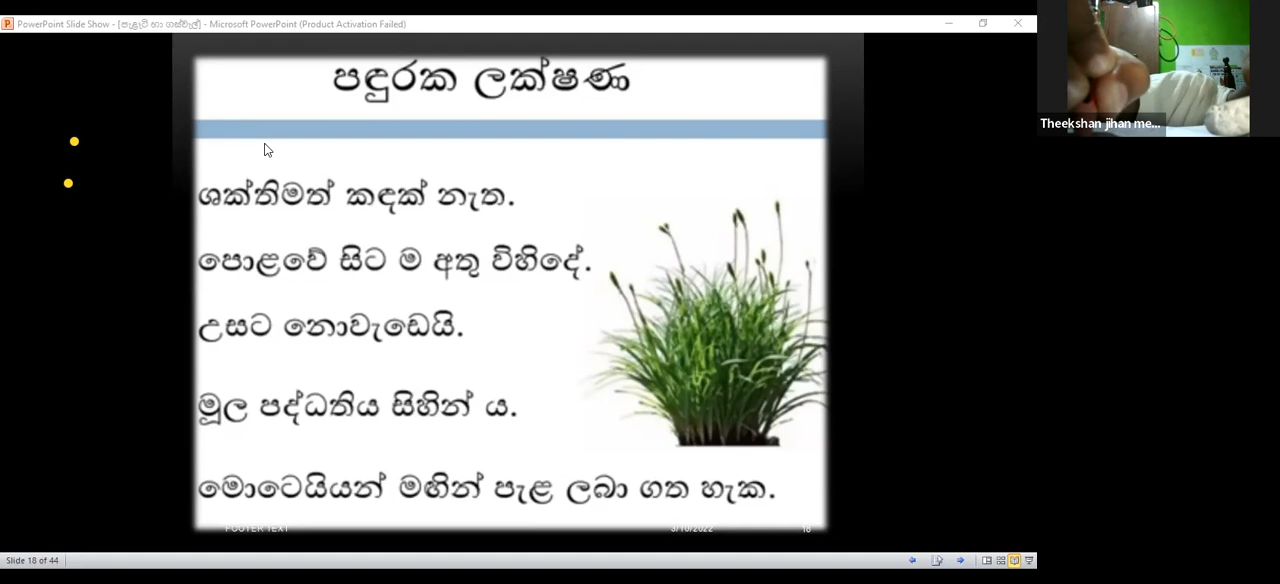 PowerPoint Slide Show - [පැළෑටි හා ගස්වැල්] - Microsoft PowerPoint (Product Activation Failed)
Theekshan jihan me...
පඳුරක ලක්ෂණ
ශක්තිමත් කඳක් නැත.
පොළවේ සිට ම අතු විහිදේ.
උසට නොවැඩෙයි.
මූල පද්ධතිය සිහින් ය.
මොටෙයියන් මඟින් පැළ ලබා ගත හැක.
FOOTER TEXT 3/10/2022 18
Slide 18 of 44